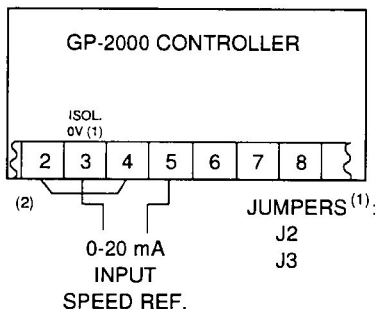 GP-2000 CONTROLLER
ISOL.
0V (1)
2 3 4 5 6 7 8
(2)
JUMPERS (1):
J2
J3
0-20 mA
INPUT
SPEED REF.